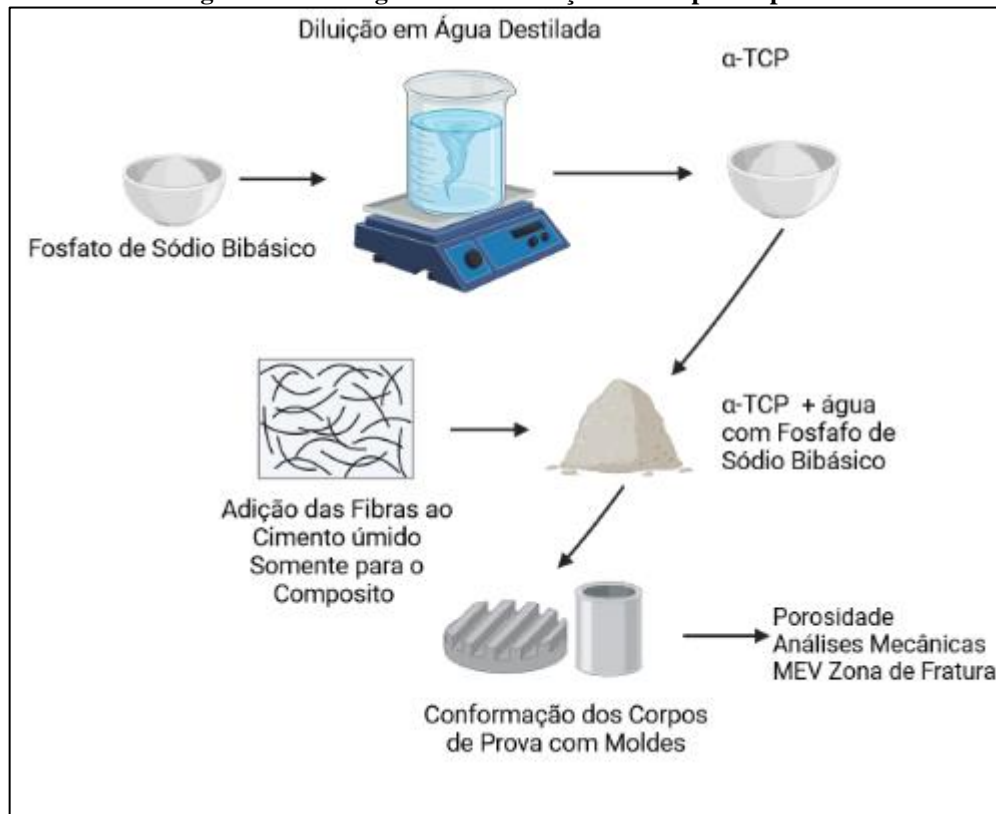 Diluição em Água Destilada
α-TCP
Fosfato de Sódio Bibásico
α-TCP + água
com Fosfafo de
Sódio Bibásico
Adição das Fibras ao
Cimento úmido
Somente para o
Composito
Porosidade
Análises Mecânicas
MEV Zona de Fratura
Conformação dos Corpos
de Prova com Moldes